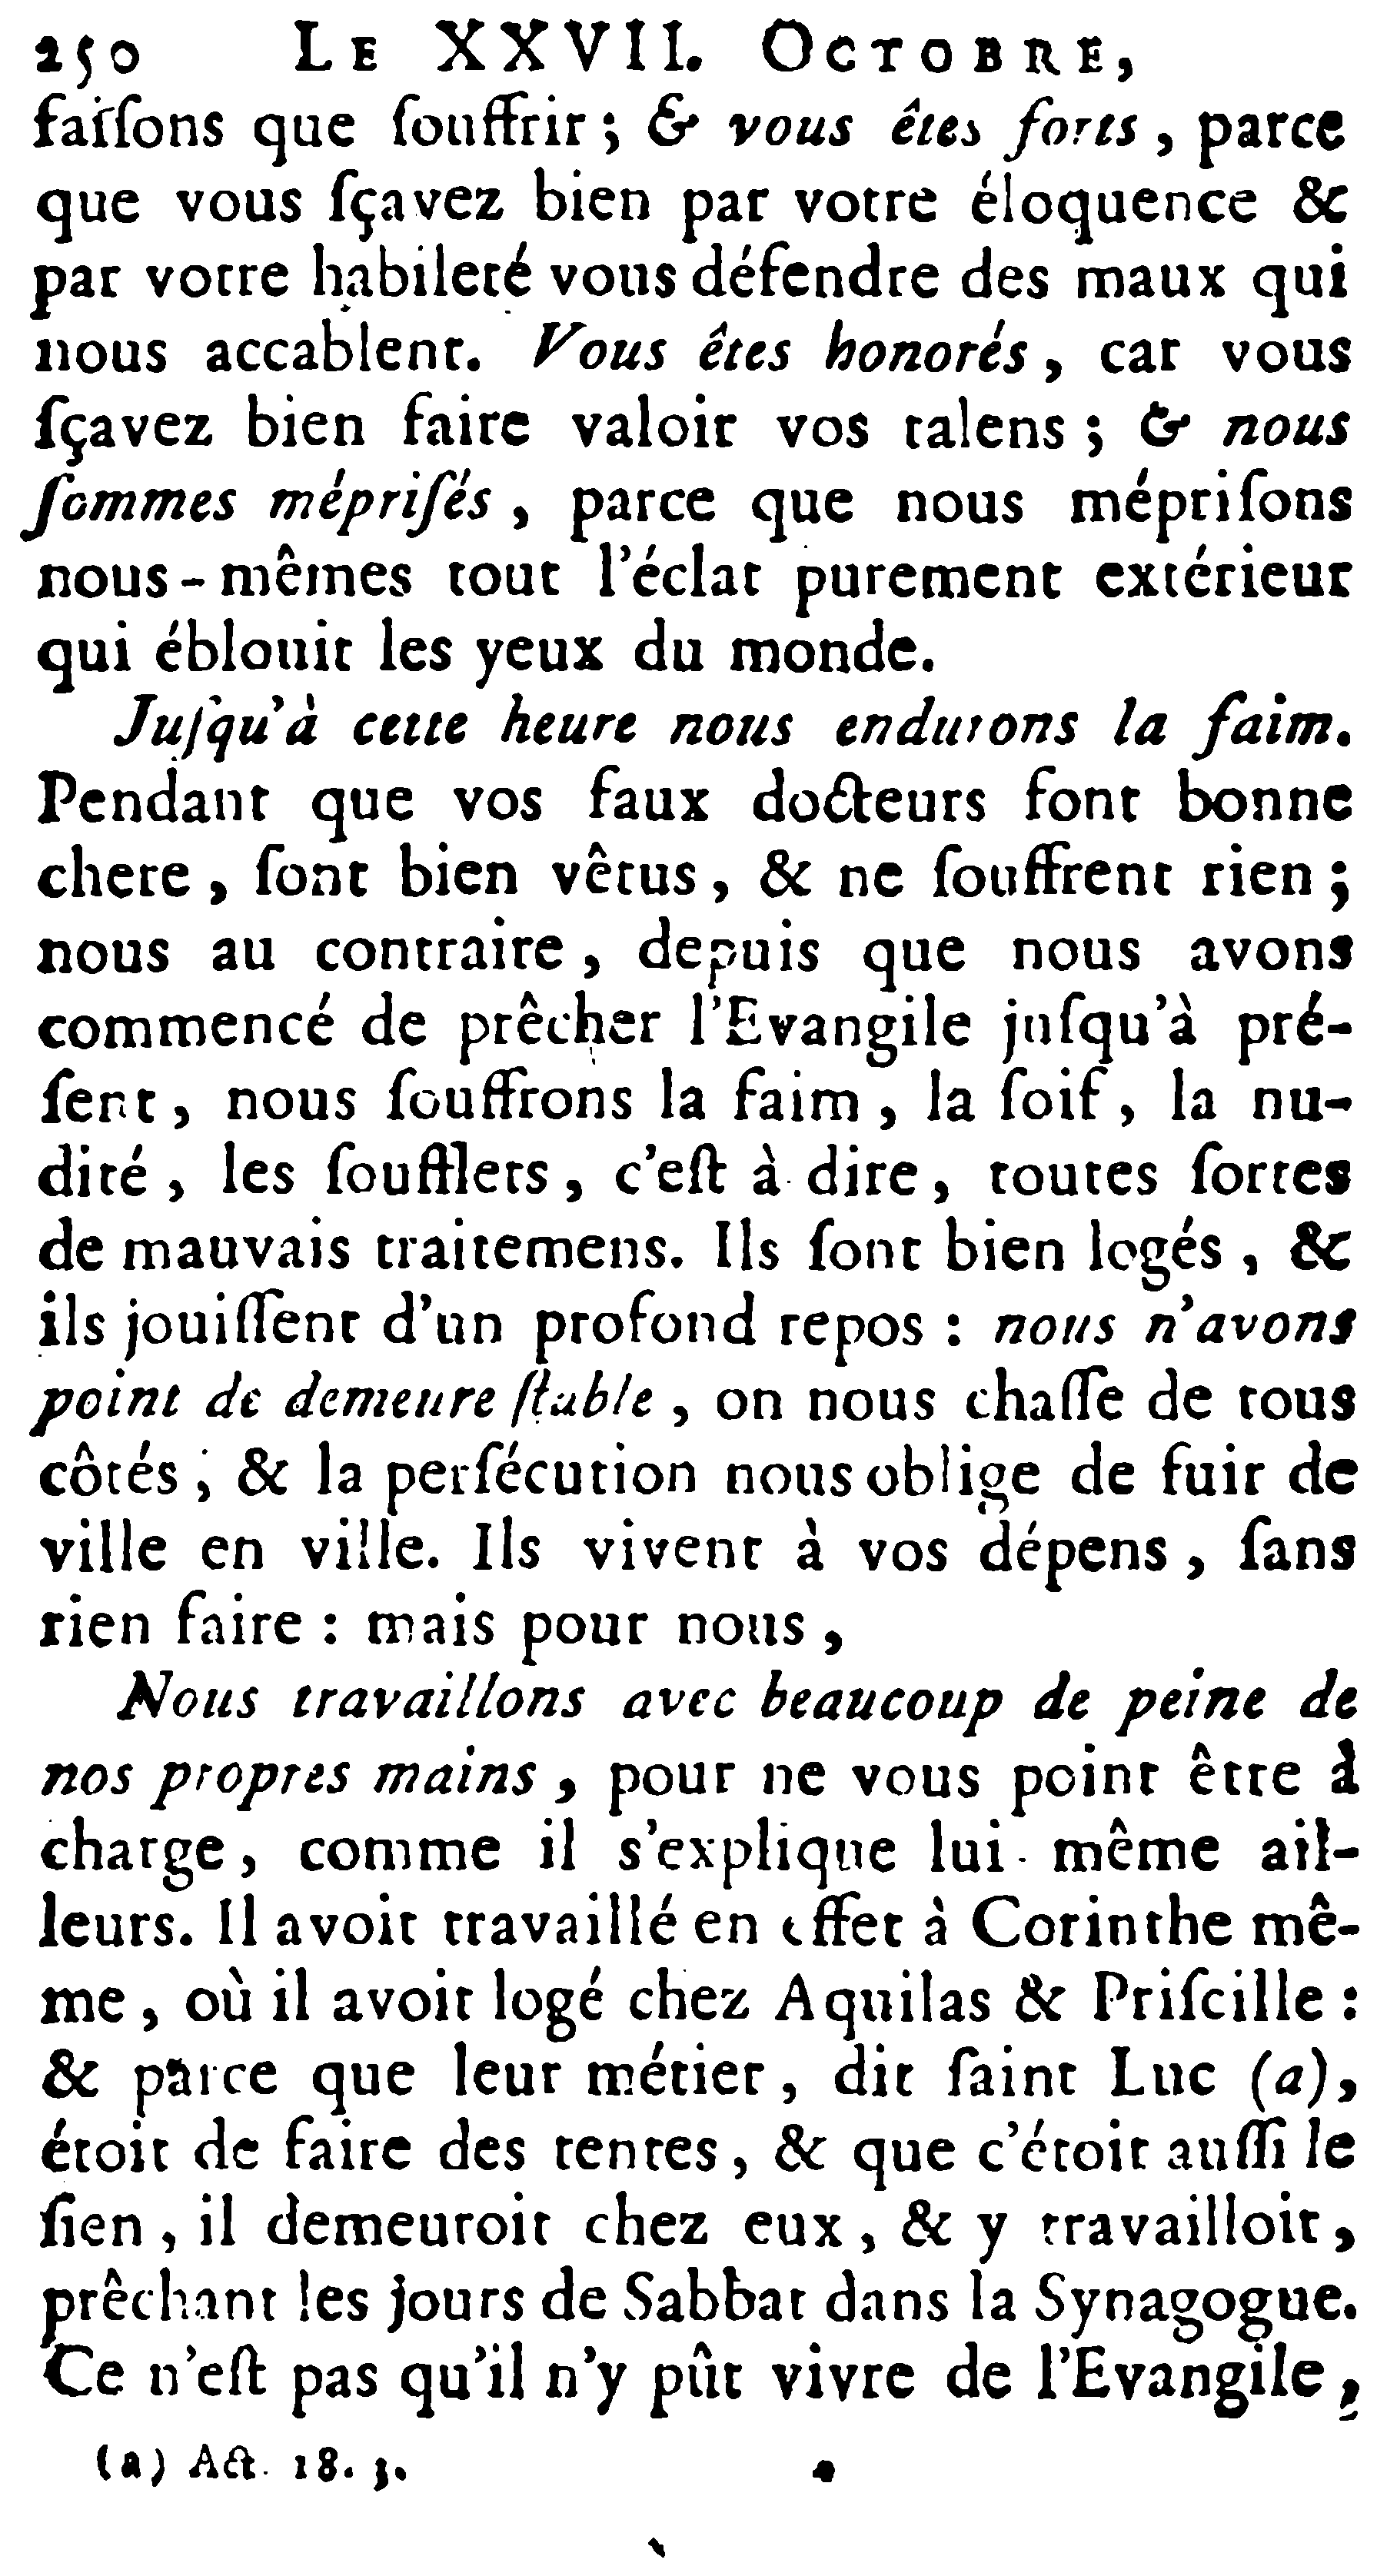 250 LE XXVII. OCTOBRE,
faiſſons que ſouffrir ; & vous êtes forts , parce
que vous ſçavez bien par votre éloquence &
par votre habileté vous défendre des maux qui
nous accablent. Vous êtes honorés , car vous
ſçavez bien faire valoir vos talens ; & nous
ſommes mépriſés , parce que nous mépriſons
nous-mêmes tout l'éclat purement extérieur
qui éblouit les yeux du monde.
Juſqu'à cette heure nous endurons la faim.
Pendant que vos faux docteurs font bonne
chere , ſont bien vêtus , & ne ſouffrent rien ;
nous au contraire , depuis que nous avons
commencé de prêcher l'Evangile juſqu'à pré-
ſent , nous ſouffrons la faim , la ſoif , la nu-
dité , les ſoufflets , c'eſt à dire , toutes ſortes
de mauvais traitemens. Ils ſont bien logés , &
ils jouiſſent d'un profond repos : nous n'avons
point de demeure ſtable , on nous chaſſe de tous
côtés ; & la perſécution nous oblige de fuir de
ville en ville. Ils vivent à vos dépens , ſans
rien faire : mais pour nous ,
Nous travaillons avec beaucoup de peine de
nos propres mains , pour ne vous point être à
charge , comme il s'explique lui-même ail-
leurs. Il avoit travaillé en effet à Corinthe mê-
me , où il avoit logé chez Aquilas & Priſcille :
& parce que leur métier , dit ſaint Luc (a),
étoit de faire des tentes , & que c'étoit auſſi le
ſien , il demeuroit chez eux , & y travailloit ,
prêchant les jours de Sabbat dans la Synagogue.
Ce n'eſt pas qu'il n'y pût vivre de l'Evangile ,
(a) Act. 18. 3.